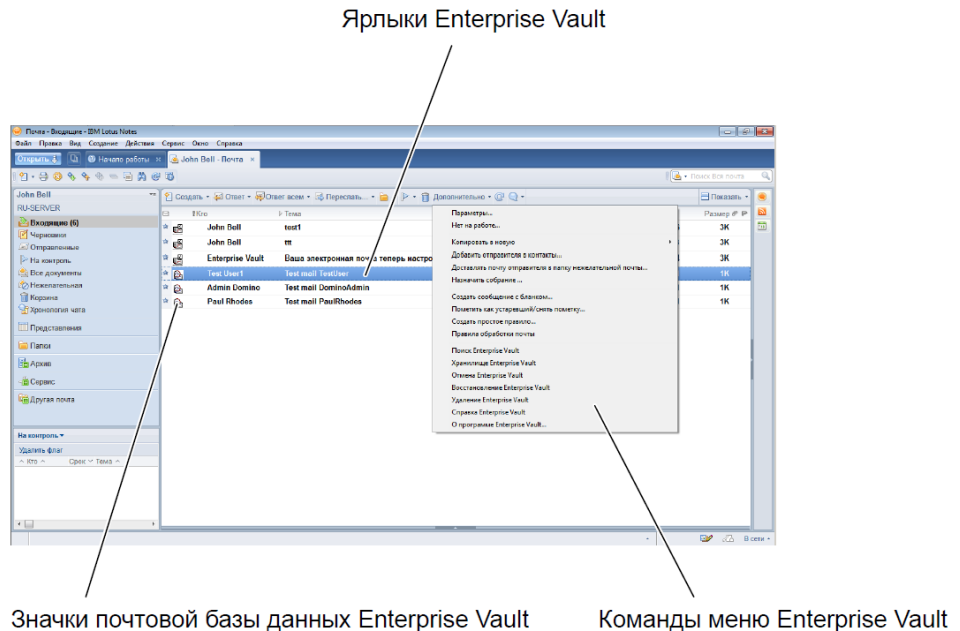 Ярлыки Enterprise Vault
Почта - Входящие - IBM Lotus Notes
Файл Правка Вид Создание Действия Сервис Окно Справка
Открыть Начало работы John Bell - Почта
Поиск Все почта
John Bell
RU-SERVER
Создать Ответ Ответ всем Переслать... Дополнительно Показать
Кто Тема Размер
Входящие (6)
Черновики
Отправленные
На контроль
Все документы
Нежелательная
Корзина
Хронология чата
Представления
Папки
Архив
Сервис
Другая почта
John Bell test1 3K
John Bell ttt 3K
Enterprise Vault Ваша электронная почта теперь настро 3K
Test User1 Test mail TestUser 1K
Admin Domino Test mail DominoAdmin 1K
Paul Rhodes Test mail PaulRhodes 1K
Параметры...
Нет на работе...
Копировать в новую
Добавить отправителя в контакты...
Доставлять почту отправителя в папку нежелательной почты...
Назначить собрание...
Создать сообщение с бланком...
Пометить как устаревший/снять пометку...
Создать простое правило...
Правила обработки почты
Поиск Enterprise Vault
Хранилище Enterprise Vault
Отмена Enterprise Vault
Восстановление Enterprise Vault
Удаление Enterprise Vault
Справка Enterprise Vault
О программе Enterprise Vault...
На контроль
Удалить флаг
Кто Срок Тема
В сети
Значки почтовой базы данных Enterprise Vault
Команды меню Enterprise Vault